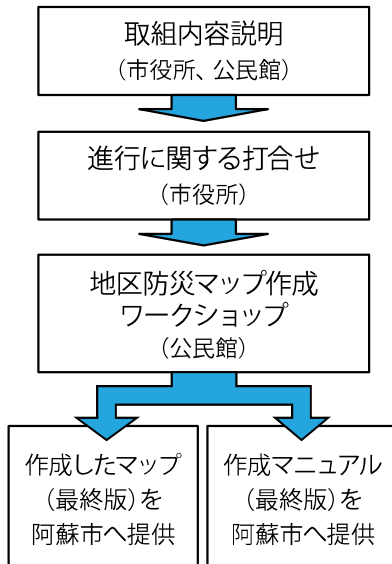 取組内容説明
（市役所、公民館）
進行に関する打合せ
（市役所）
地区防災マップ作成
ワークショップ
（公民館）
作成したマップ
（最終版）を
阿蘇市へ提供
作成マニュアル
（最終版）を
阿蘇市へ提供